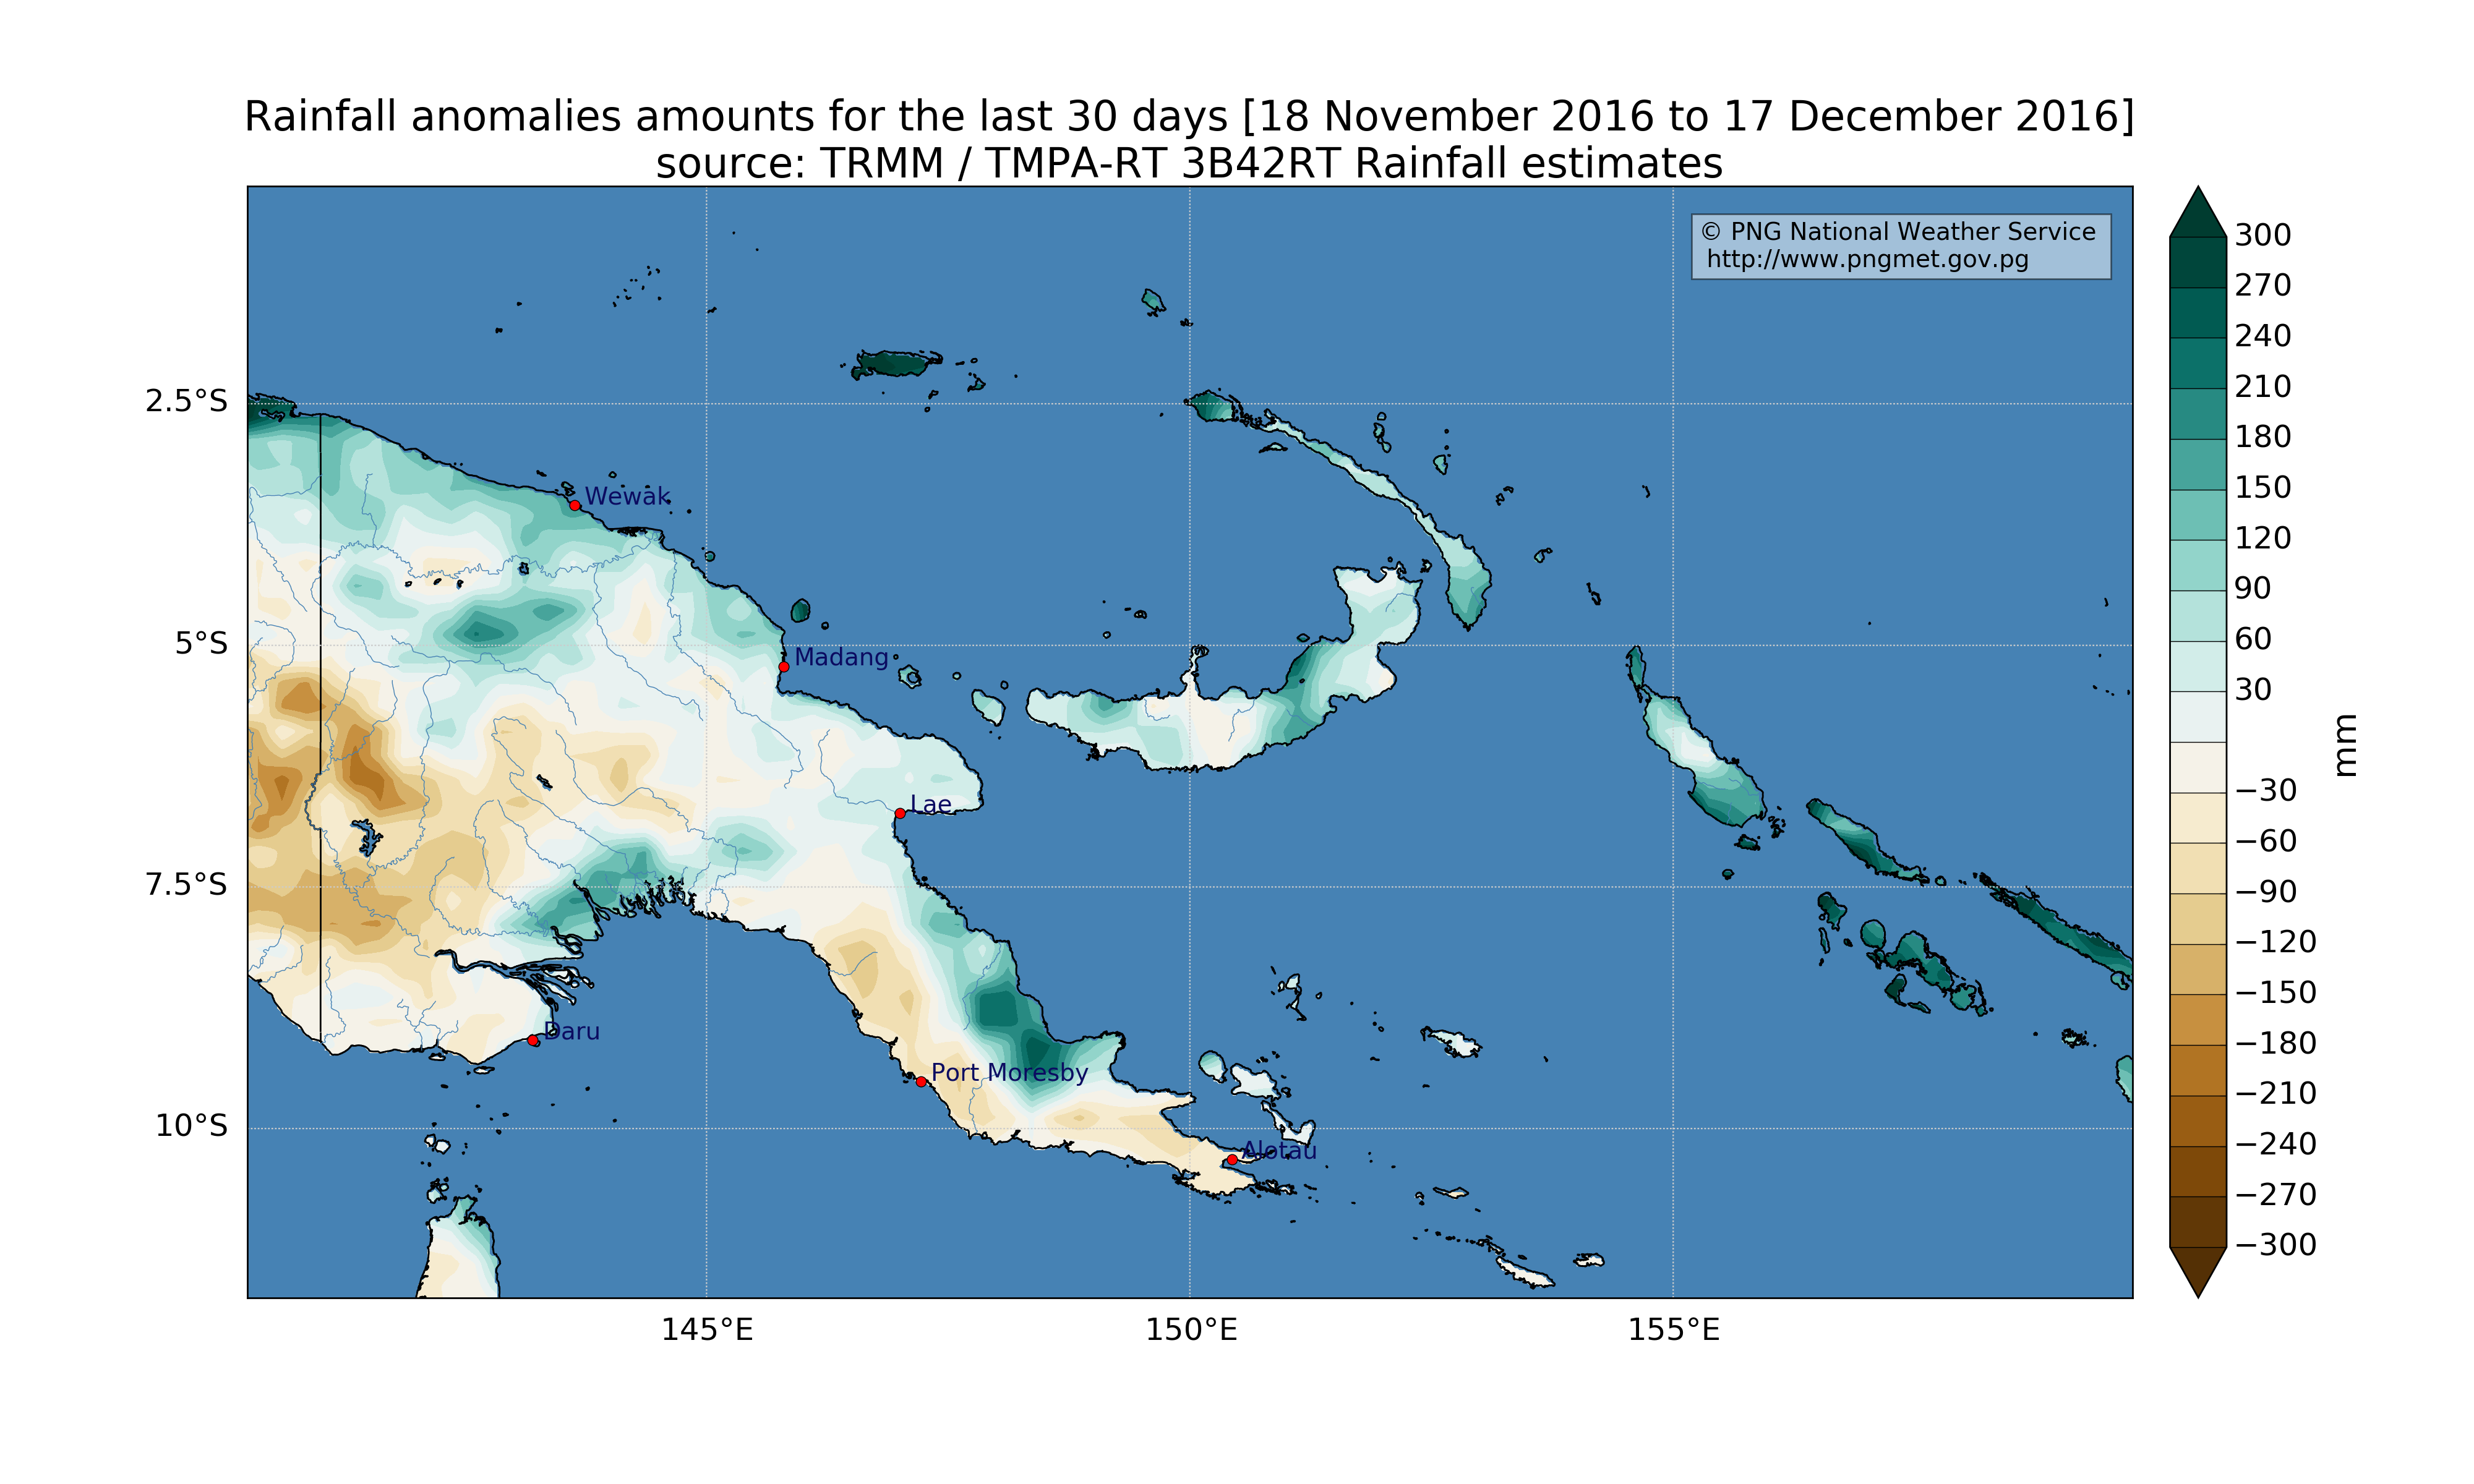 Rainfall anomalies amounts for the last 30 days [18 November 2016 to 17 December 2016]
source: TRMM / TMPA-RT 3B42RT Rainfall estimates
© PNG National Weather Service
http://www.pngmet.gov.pg
2.5°S
5°S
7.5°S
10°S
Wewak
Madang
Lae
Daru
Port Moresby
Alotau
145°E
150°E
155°E
300
270
240
210
180
150
120
90
60
30
−30
−60
−90
−120
−150
−180
−210
−240
−270
−300
mm